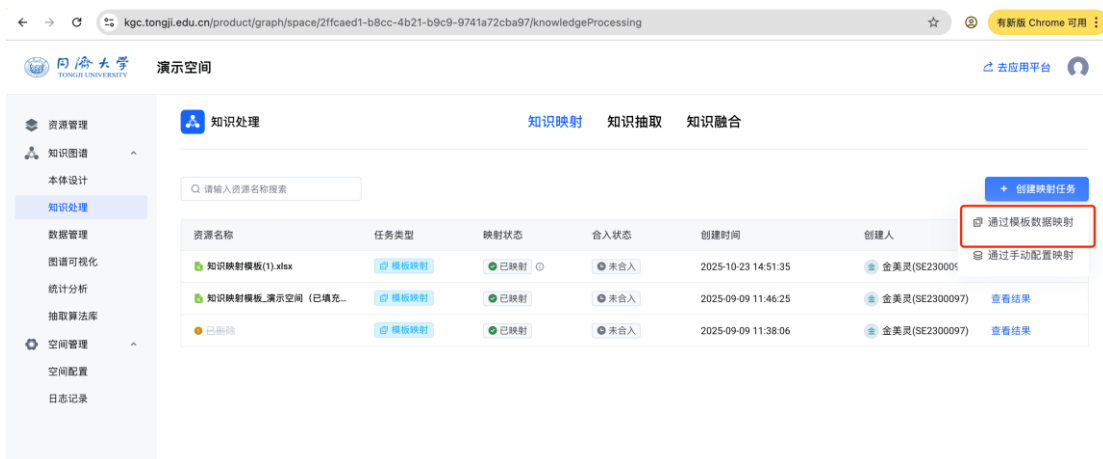 kgc.tongji.edu.cn/product/graph/space/2ffcaed1-b8cc-4b21-b9c9-9741a72cba97/knowledgeProcessing
有新版 Chrome 可用
同济大学
TONGJI UNIVERSITY
演示空间
去应用平台
资源管理
知识图谱
本体设计
知识处理
数据管理
图谱可视化
统计分析
抽取算法库
空间管理
空间配置
日志记录
知识处理
知识映射 知识抽取 知识融合
请输入资源名称搜索
+ 创建映射任务
通过模板数据映射
通过手动配置映射
资源名称 任务类型 映射状态 合入状态 创建时间 创建人
知识映射模板(1).xlsx 模板映射 已映射 未合入 2025-10-23 14:51:35 金 金美灵(SE230009
知识映射模板_演示空间（已填充... 模板映射 已映射 未合入 2025-09-09 11:46:25 金 金美灵(SE2300097) 查看结果
已删除 模板映射 已映射 未合入 2025-09-09 11:38:06 金 金美灵(SE2300097) 查看结果